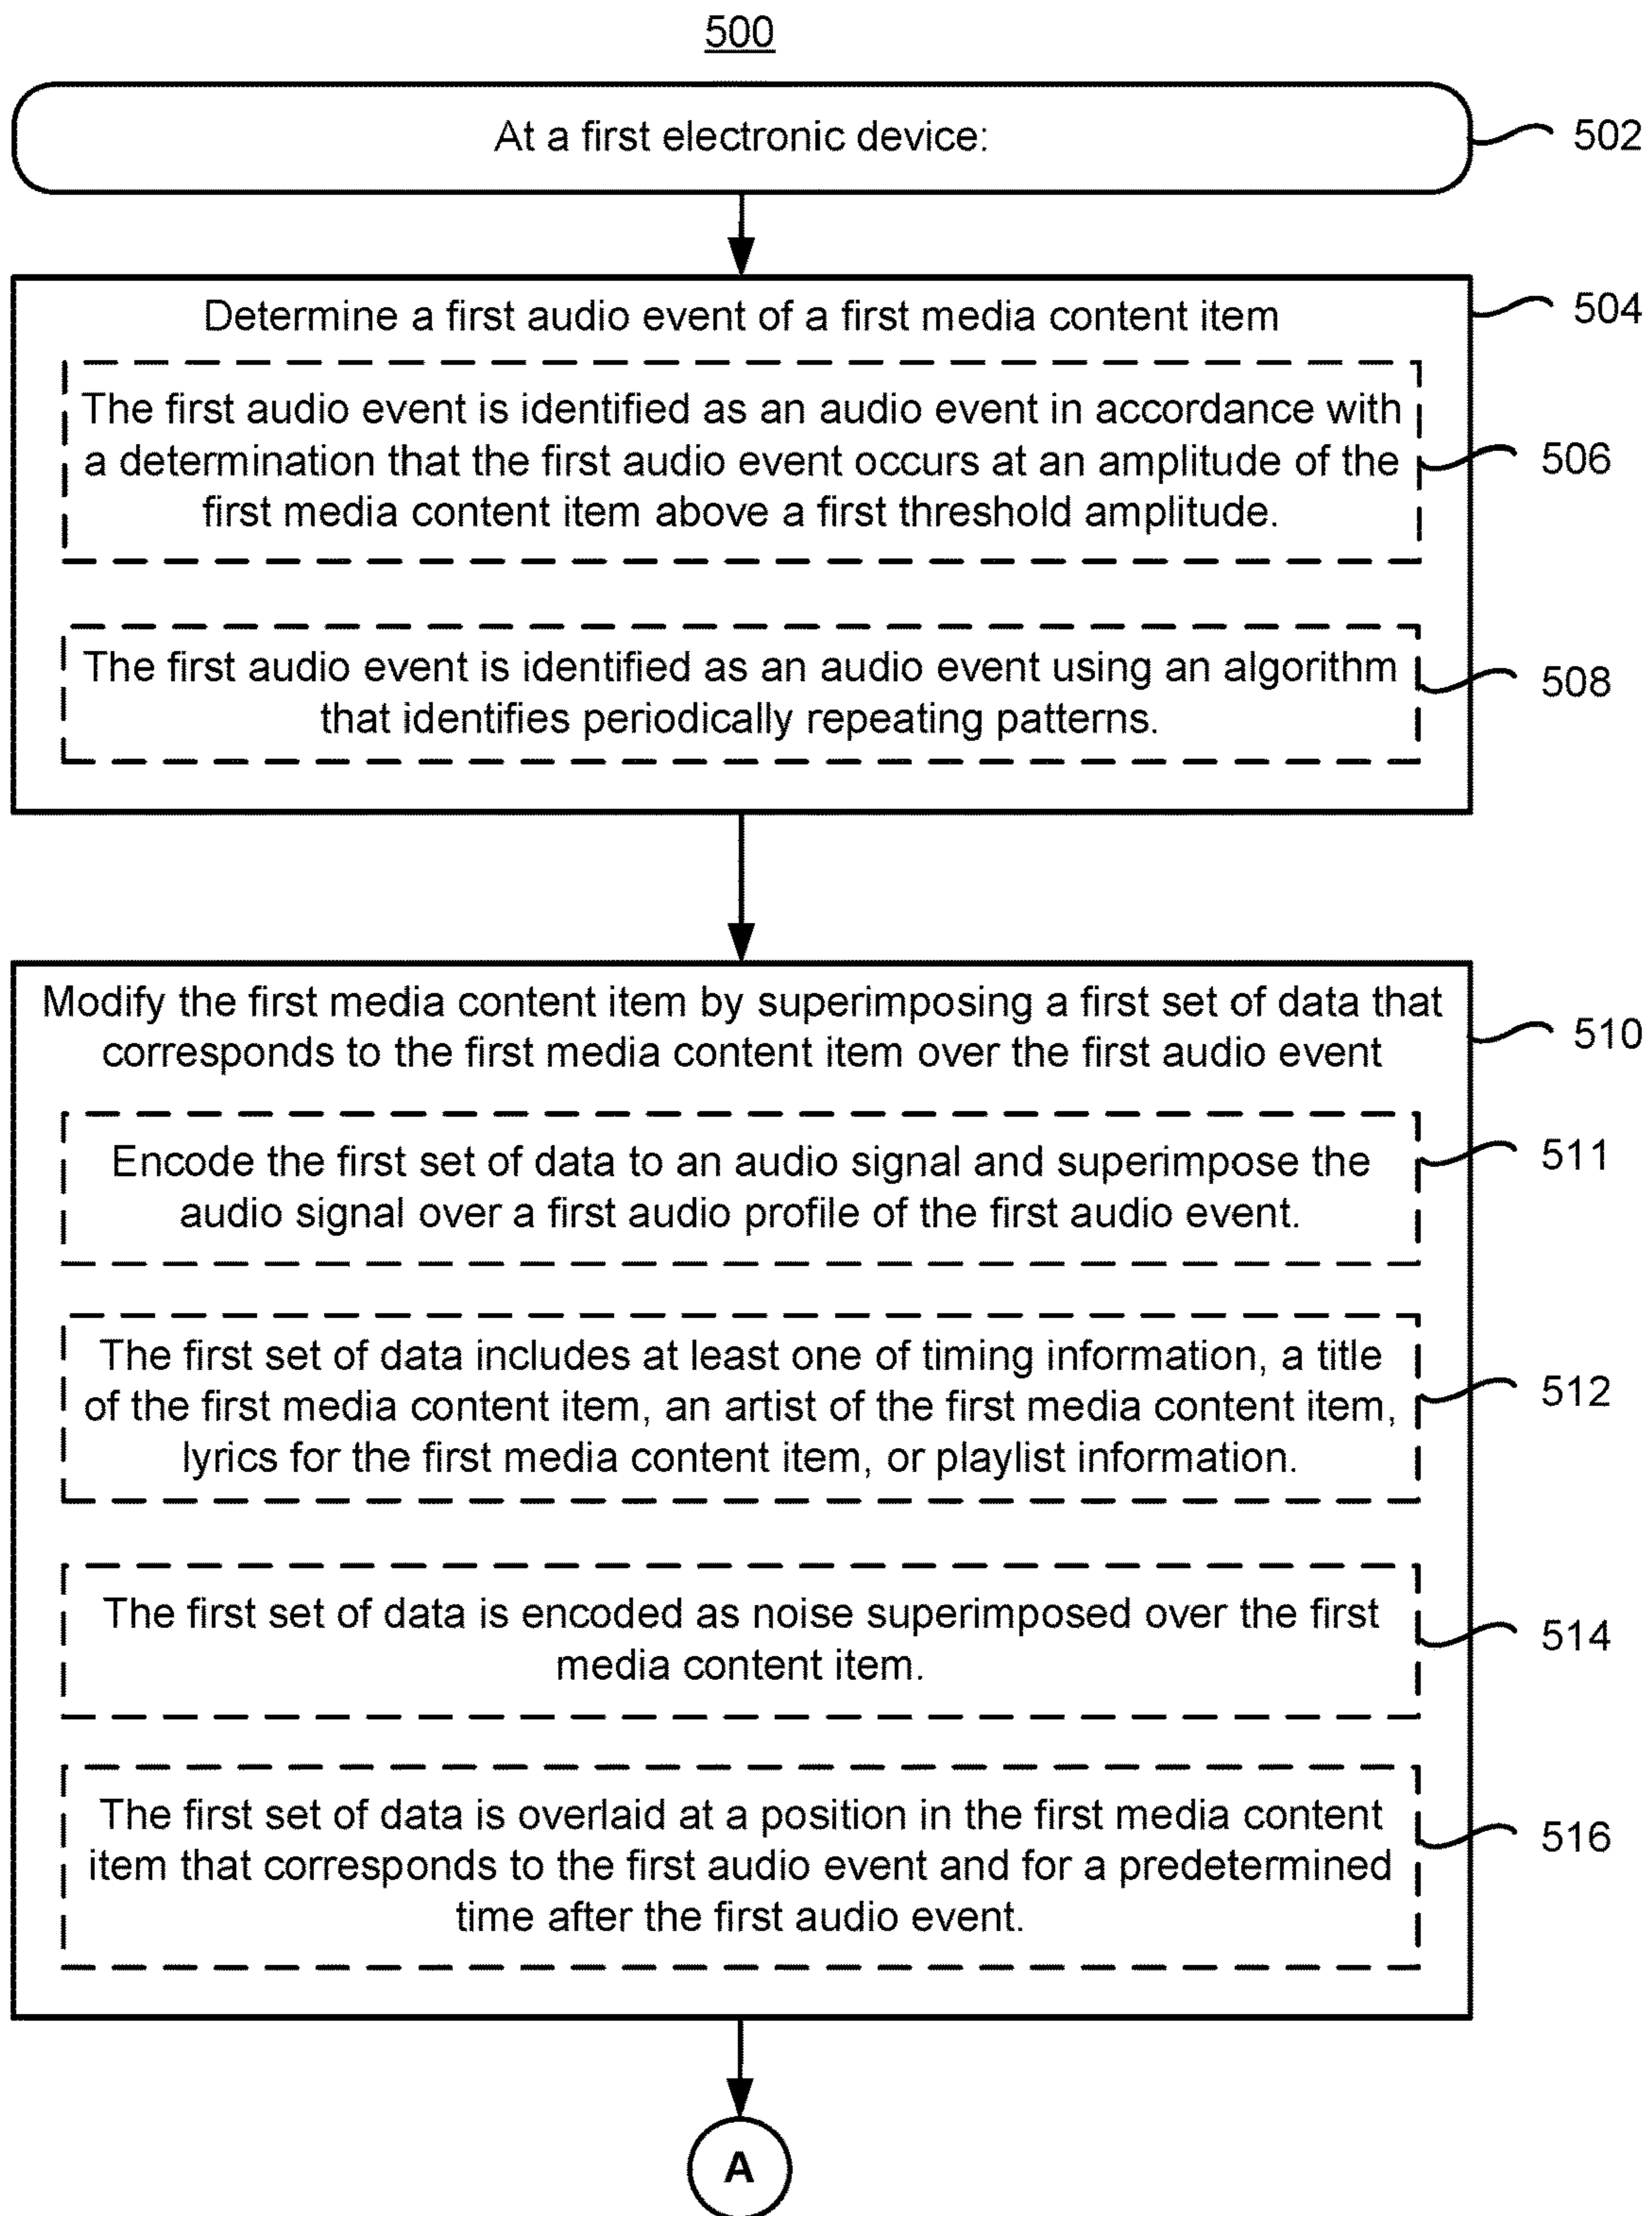 500
At a first electronic device:
502
Determine a first audio event of a first media content item
504
The first audio event is identified as an audio event in accordance with
a determination that the first audio event occurs at an amplitude of the
first media content item above a first threshold amplitude.
506
The first audio event is identified as an audio event using an algorithm
that identifies periodically repeating patterns.
508
Modify the first media content item by superimposing a first set of data that
corresponds to the first media content item over the first audio event
510
Encode the first set of data to an audio signal and superimpose the
audio signal over a first audio profile of the first audio event.
511
The first set of data includes at least one of timing information, a title
of the first media content item, an artist of the first media content item,
lyrics for the first media content item, or playlist information.
512
The first set of data is encoded as noise superimposed over the first
media content item.
514
The first set of data is overlaid at a position in the first media content
item that corresponds to the first audio event and for a predetermined
time after the first audio event.
516
A